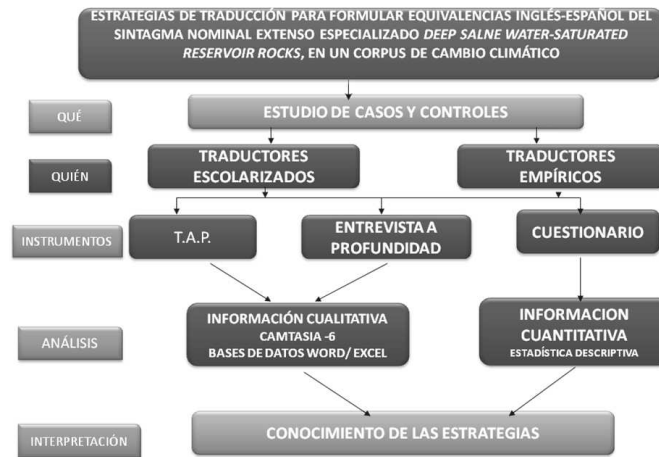 ESTRATEGIAS DE TRADUCCIÓN PARA FORMULAR EQUIVALENCIAS INGLÉS-ESPAÑOL DEL
SINTAGMA NOMINAL EXTENSO ESPECIALIZADO DEEP SALNE WATER-SATURATED
RESERVOIR ROCKS, EN UN CORPUS DE CAMBIO CLIMÁTICO
QUÉ
ESTUDIO DE CASOS Y CONTROLES
QUIÉN
TRADUCTORES
ESCOLARIZADOS
TRADUCTORES
EMPÍRICOS
INSTRUMENTOS
T.A.P.
ENTREVISTA A
PROFUNDIDAD
CUESTIONARIO
ANÁLISIS
INFORMACIÓN CUALITATIVA
CAMTASIA -6
BASES DE DATOS WORD/ EXCEL
INFORMACION
CUANTITATIVA
ESTADÍSTICA DESCRIPTIVA
INTERPRETACIÓN
CONOCIMIENTO DE LAS ESTRATEGIAS